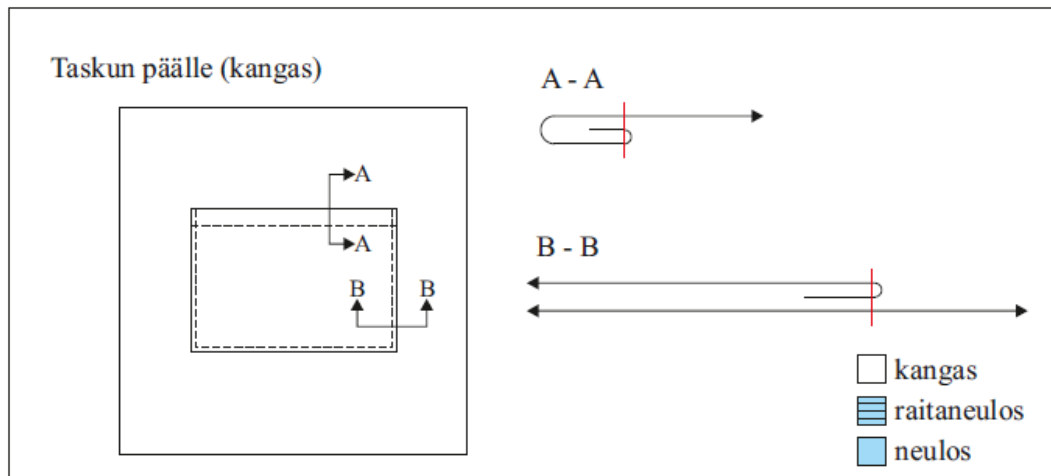 Taskun päälle (kangas)
A - A
A
A
B - B
B B
kangas
raitaneulos
neulos